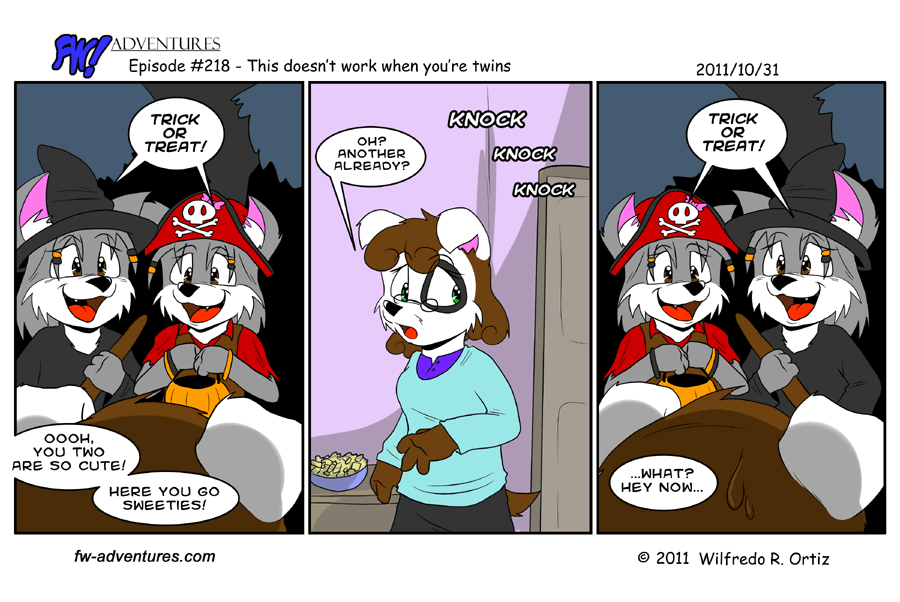 FW! ADVENTURES
Episode #218 - This doesn't work when you're twins
2011/10/31
TRICK
OR
TREAT!
OOOH,
YOU TWO
ARE SO CUTE!
HERE YOU GO
SWEETIES!
OH?
ANOTHER
ALREADY?
KNOCK
KNOCK
KNOCK
TRICK
OR
TREAT!
...WHAT?
HEY NOW...
fw-adventures.com
© 2011 Wilfredo R. Ortiz